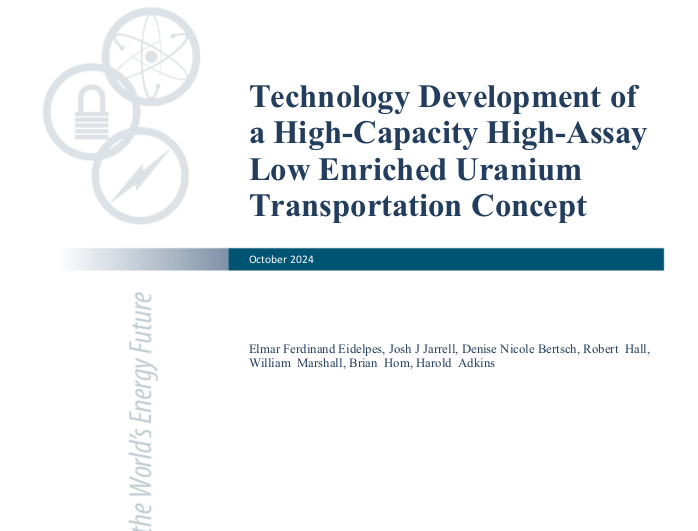 Technology Development of
a High-Capacity High-Assay
Low Enriched Uranium
Transportation Concept
October 2024
Elmar Ferdinand Eidelpes, Josh J Jarrell, Denise Nicole Bertsch, Robert  Hall,
William  Marshall, Brian  Hom, Harold  Adkins
the World's Energy Future